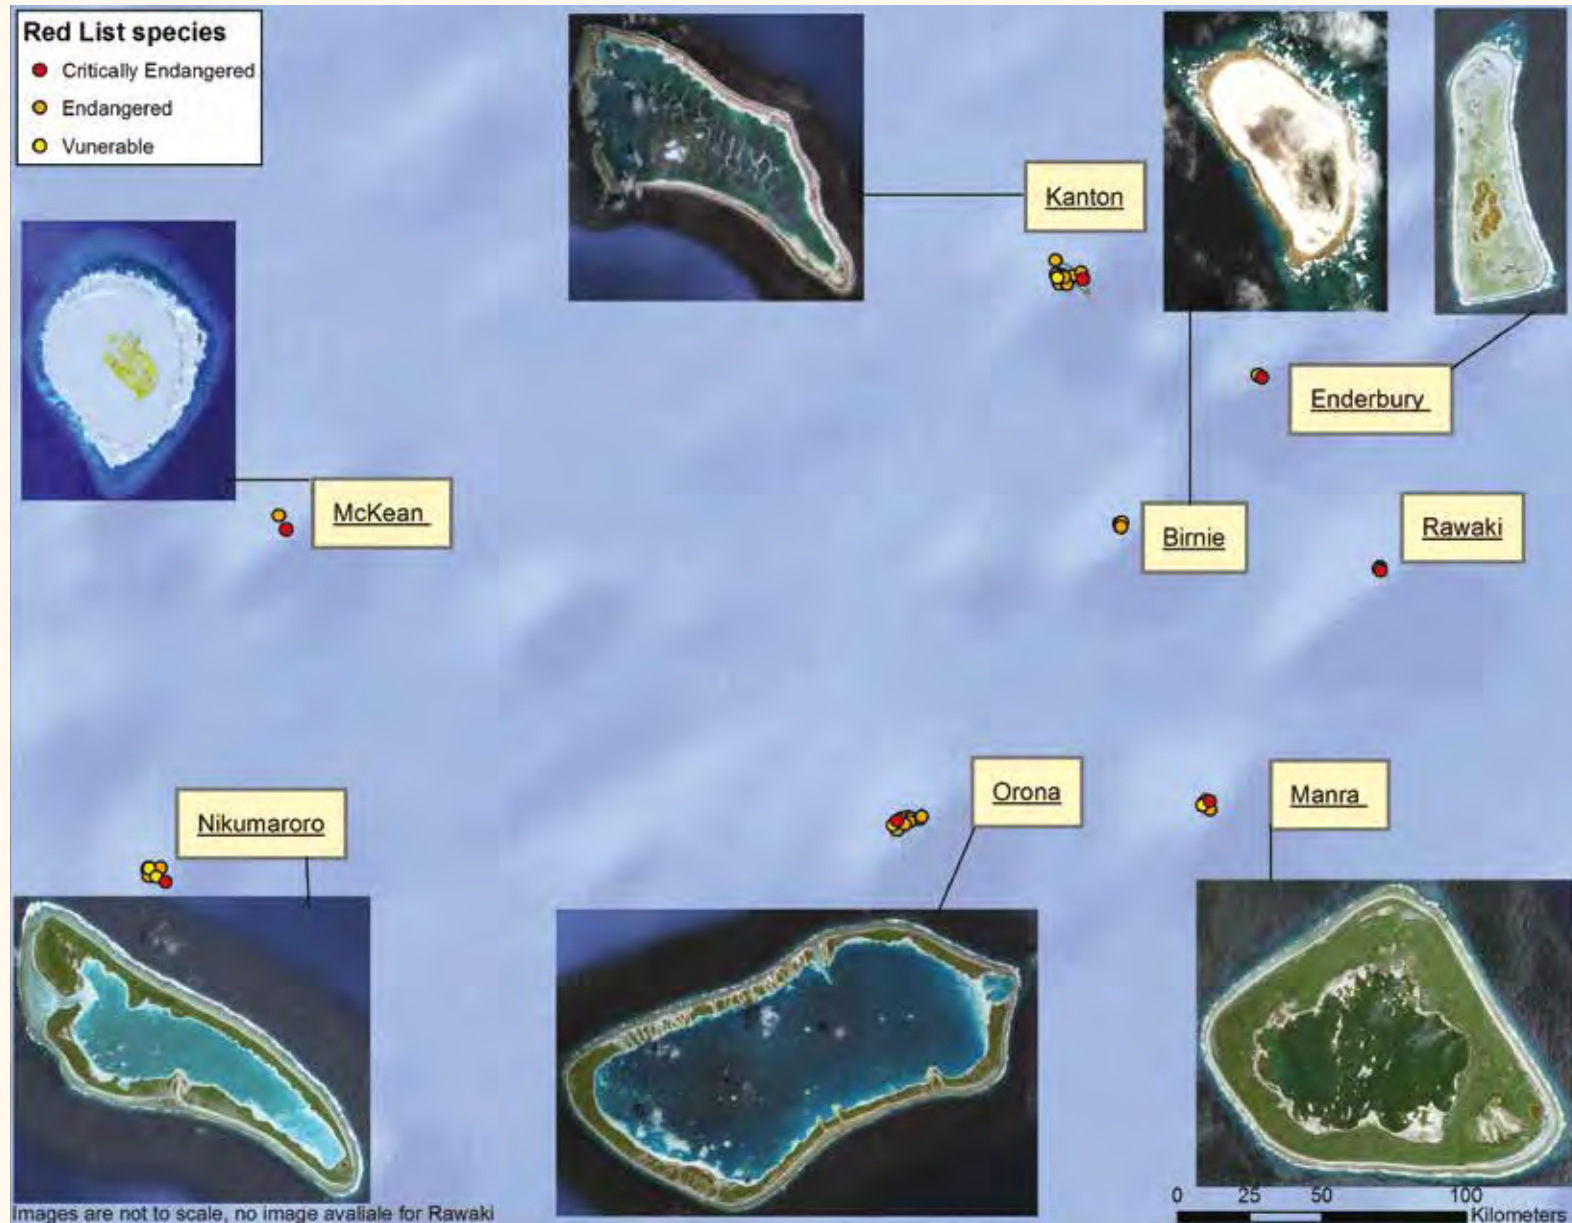 Red List species
Critically Endangered
Endangered
Vunerable
Kanton
Enderbury
McKean
Birnie
Rawaki
Orona
Manra
Nikumaroro
0 25 50 100
Kilometers
Images are not to scale, no image avaliale for Rawaki